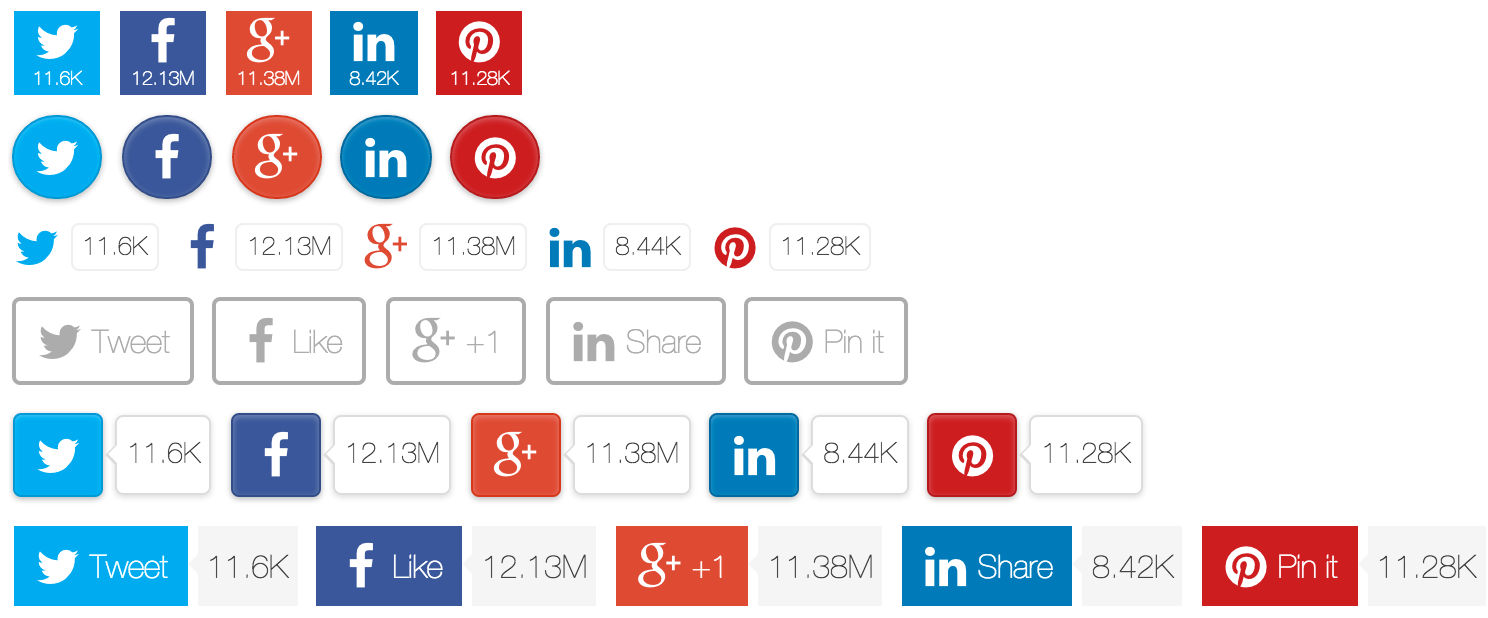 11.6K 12.13M 11.38M 8.42K 11.28K
11.6K 12.13M 11.38M 8.44K 11.28K
Tweet Like +1 Share Pin it
11.6K 12.13M 11.38M 8.44K 11.28K
Tweet 11.6K Like 12.13M +1 11.38M Share 8.42K Pin it 11.28K